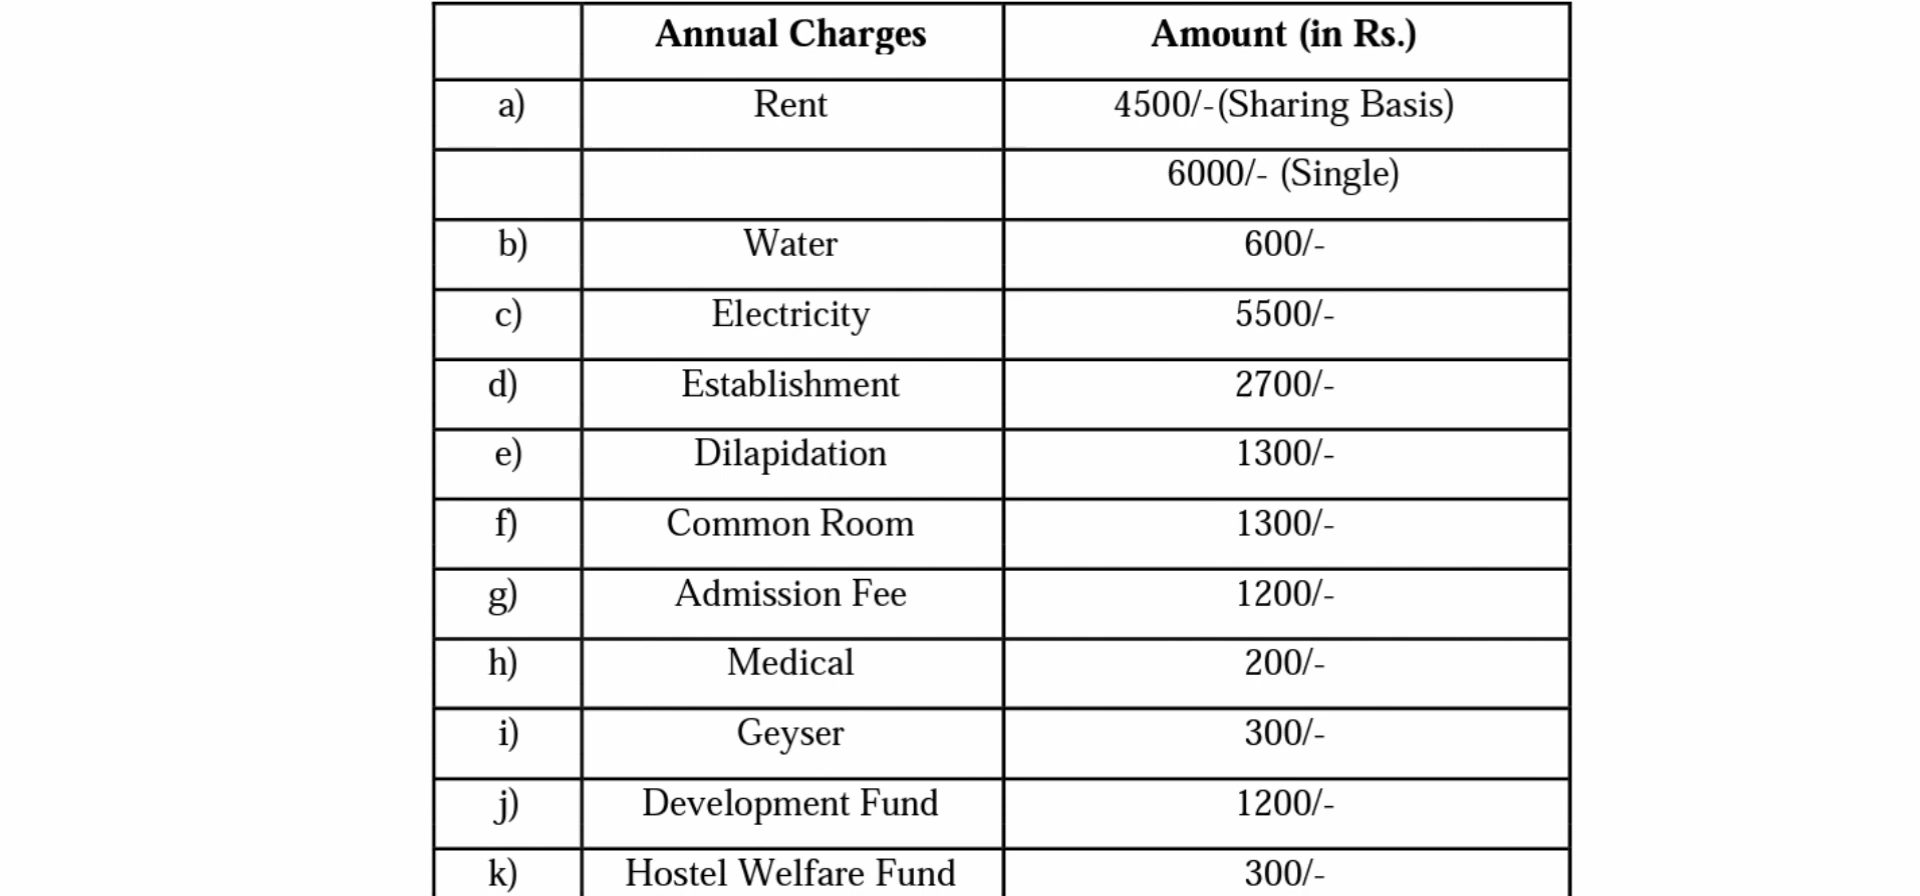 Annual Charges Amount (in Rs.)
a) Rent 4500/-(Sharing Basis)
6000/- (Single)
b) Water 600/-
c) Electricity 5500/-
d) Establishment 2700/-
e) Dilapidation 1300/-
f) Common Room 1300/-
g) Admission Fee 1200/-
h) Medical 200/-
i) Geyser 300/-
j) Development Fund 1200/-
k) Hostel Welfare Fund 300/-